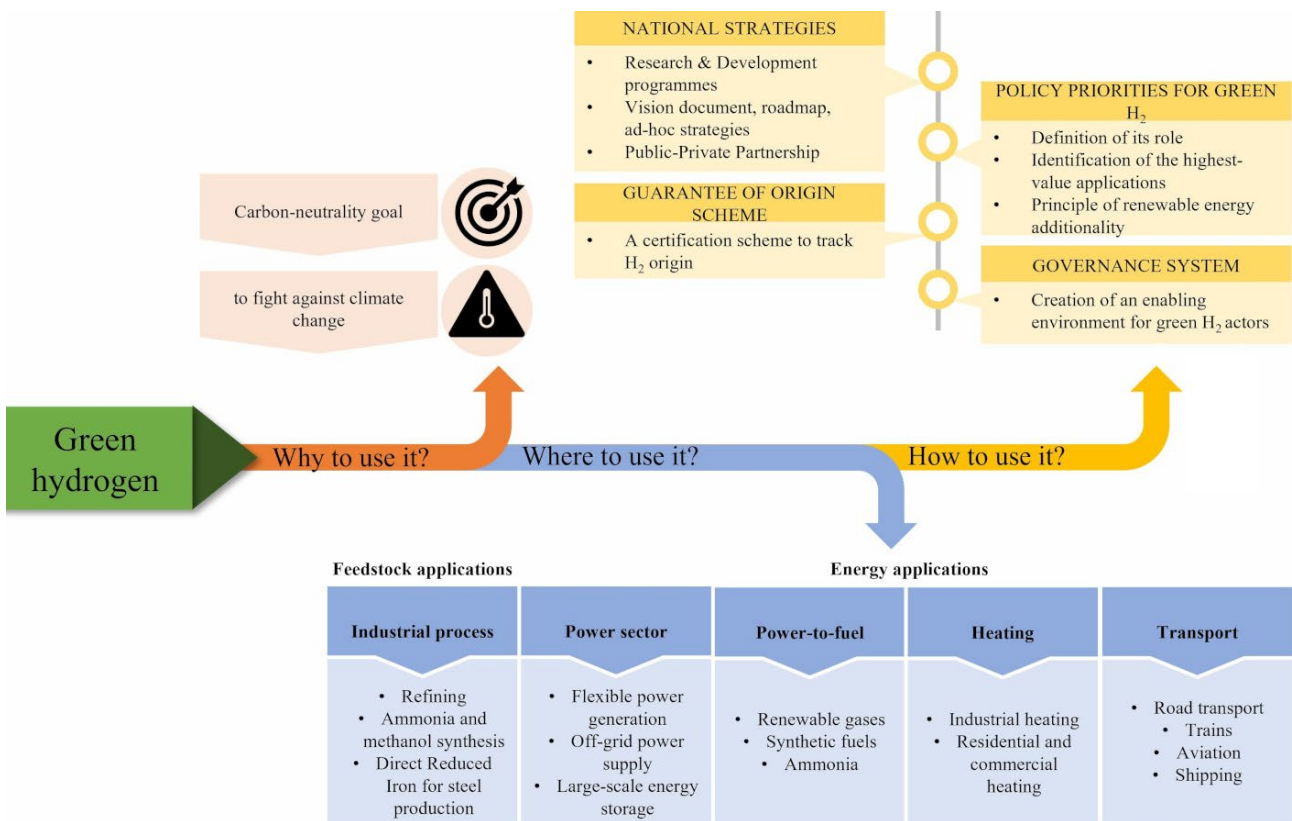 NATIONAL STRATEGIES
• Research & Development
programmes
• Vision document, roadmap,
ad-hoc strategies
• Public-Private Partnership
POLICY PRIORITIES FOR GREEN
H₂
• Definition of its role
• Identification of the highest-
value applications
• Principle of renewable energy
additionality
GUARANTEE OF ORIGIN
SCHEME
• A certification scheme to track
H₂ origin
GOVERNANCE SYSTEM
• Creation of an enabling
environment for green H₂ actors
Carbon-neutrality goal
to fight against climate
change
Green
hydrogen
Why to use it?
Where to use it?
How to use it?
Feedstock applications
Energy applications
Industrial process
• Refining
• Ammonia and
methanol synthesis
• Direct Reduced
Iron for steel
production
Power sector
• Flexible power
generation
• Off-grid power
supply
• Large-scale energy
storage
Power-to-fuel
• Renewable gases
• Synthetic fuels
• Ammonia
Heating
• Industrial heating
• Residential and
commercial
heating
Transport
• Road transport
• Trains
• Aviation
• Shipping